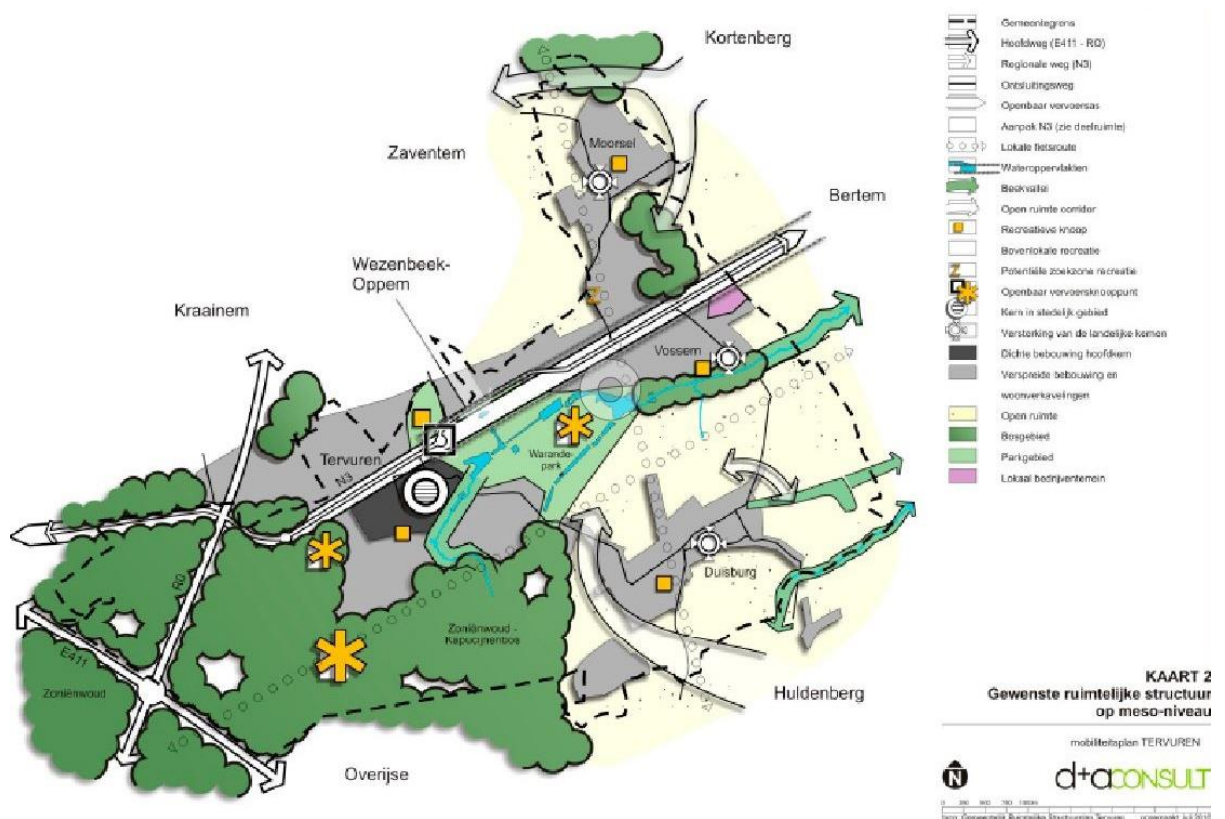 Kortenberg
Zaventem
Moorsel
Bertem
Wezenbeek-
Oppem
Kraainem
Vossem
Z
Tervuren
N3
Warande-
park
Duisburg
R0
E411
Zoniënwoud
Zoniënwoud -
Kapucijnenbos
Huldenberg
Overijse
Gemeentegrens
Hoofdweg (E411 - R0)
Regionale weg (N3)
Ontsluitingsweg
Openbaar vervoersas
Aanpak N3 (zie deelruimte)
Lokale fietsroute
Wateroppervlakten
Beekvallei
Open ruimte corridor
Recreatieve knoop
Bovenlokale recreatie
Z Potentiële zoekzone recreatie
Openbaar vervoersknooppunt
Kern in stedelijk gebied
Versterking van de landelijke kernen
Dichte bebouwing hoofdkern
Verspreide bebouwing en
woonverkavelingen
Open ruimte
Bosgebied
Parkgebied
Lokaal bedrijventerrein
KAART 2
Gewenste ruimtelijke structuur
op meso-niveau
mobiliteitsplan TERVUREN
N
d+aCONSULT
0 250 500 750